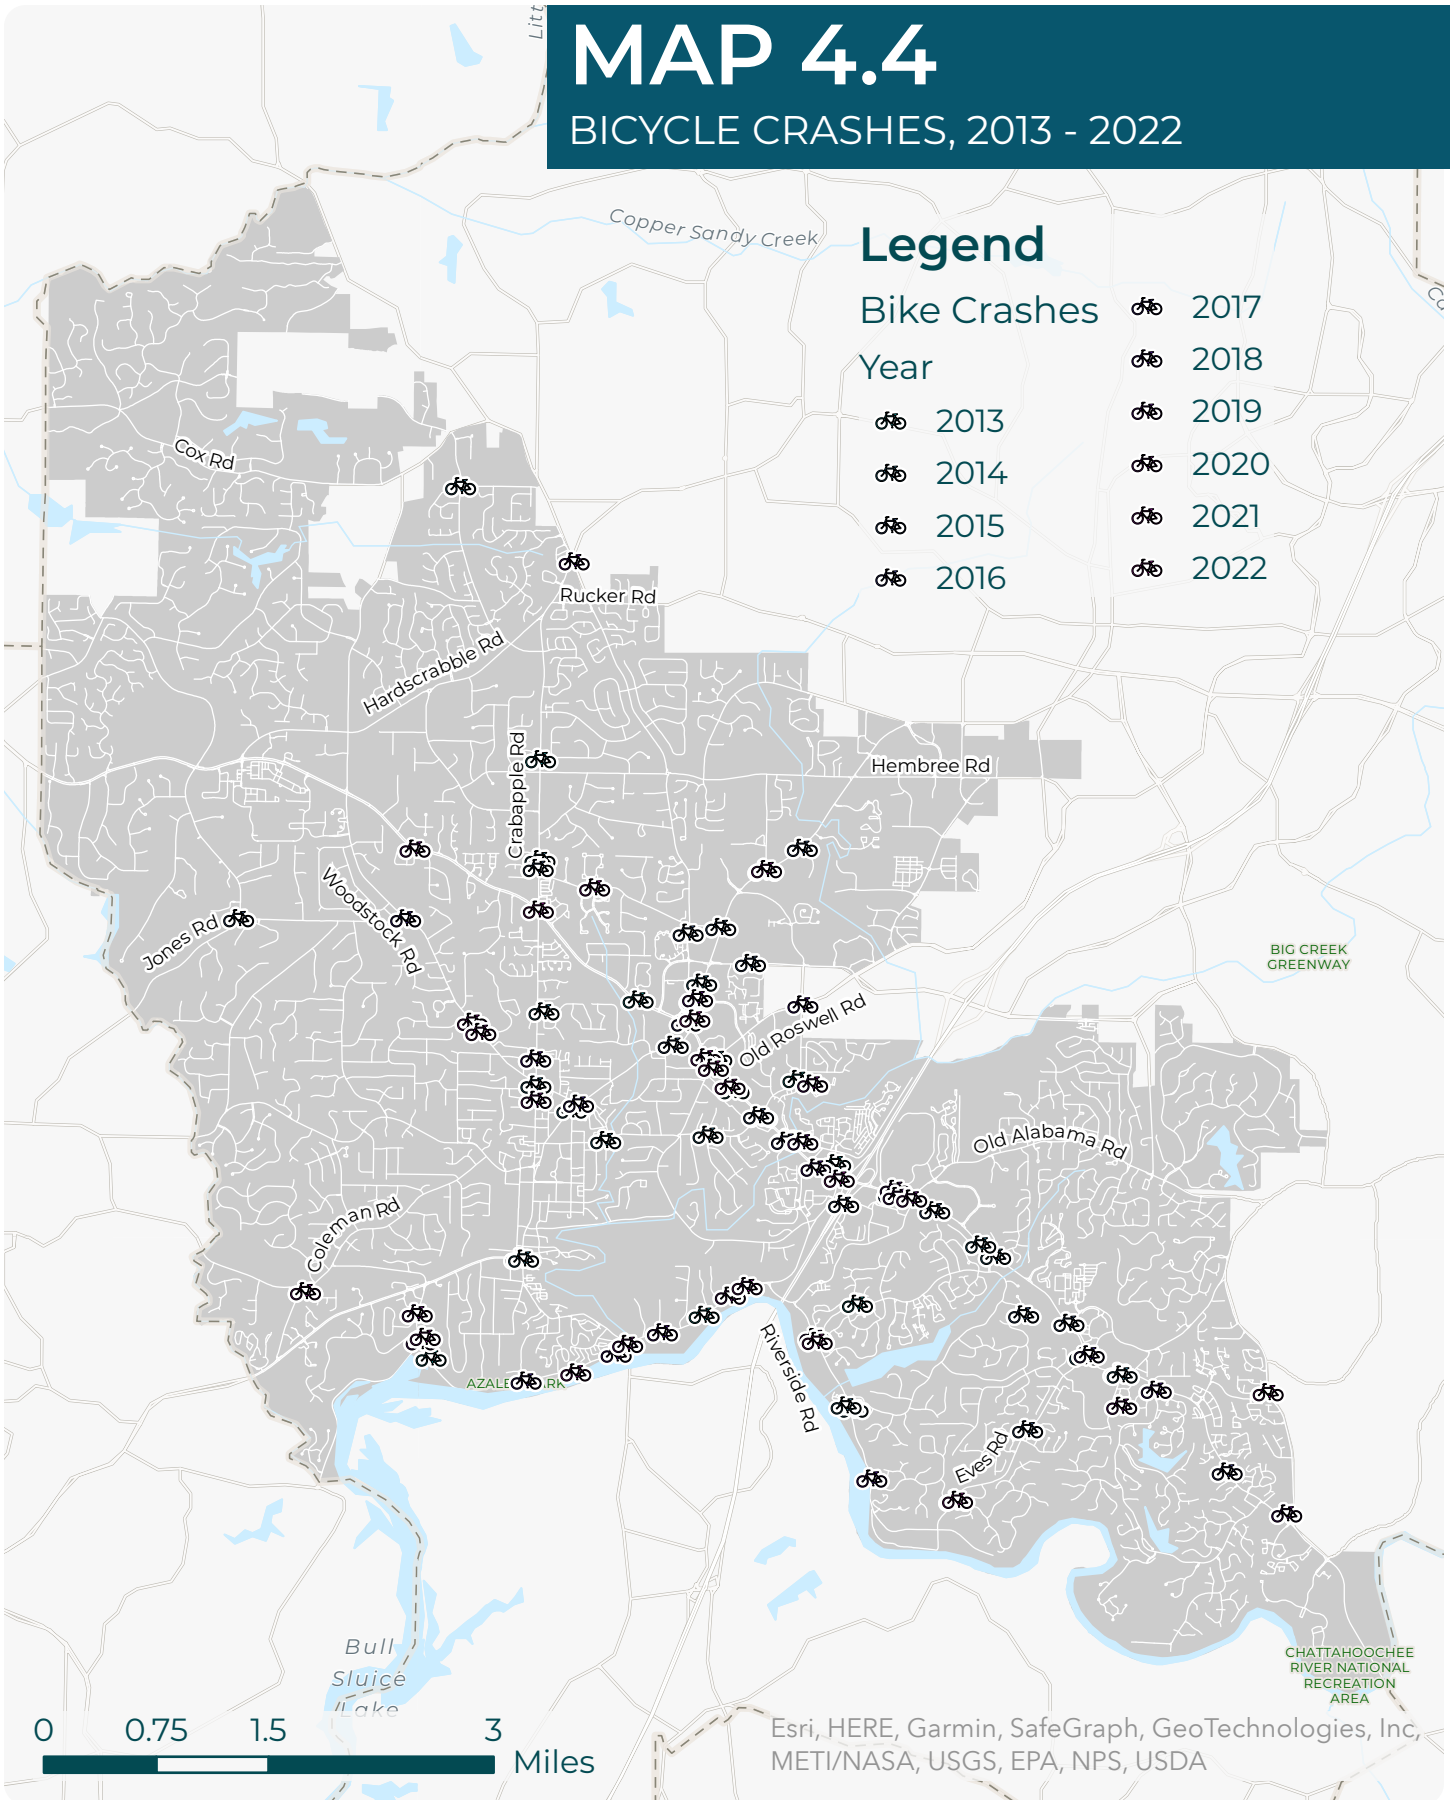 MAP 4.4
BICYCLE CRASHES, 2013 - 2022
Copper Sandy Creek
Legend
Bike Crashes
Year
2013
2014
2015
2016
2017
2018
2019
2020
2021
2022
Cox Rd
Rucker Rd
Hardscrabble Rd
Crabapple Rd
Hembree Rd
Woodstock Rd
Jones Rd
BIG CREEK
GREENWAY
Old Roswell Rd
Old Alabama Rd
Coleman Rd
Riverside Rd
Eves Rd
Bull
Sluice
Lake
CHATTAHOOCHEE
RIVER NATIONAL
RECREATION
AREA
0 0.75 1.5 3
Miles
Esri, HERE, Garmin, SafeGraph, GeoTechnologies, Inc,
METI/NASA, USGS, EPA, NPS, USDA